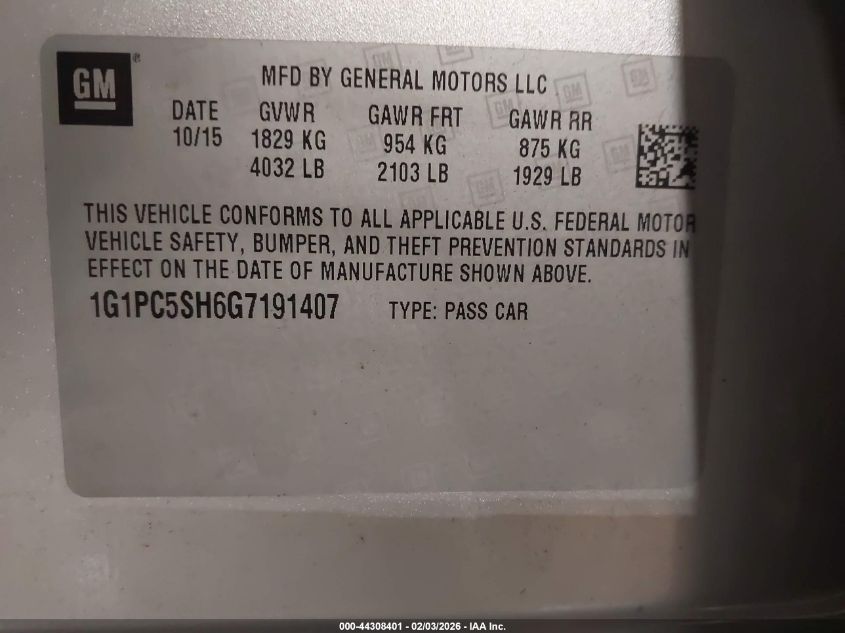 GM ®
MFD BY GENERAL MOTORS LLC
DATE GVWR GAWR FRT GAWR RR
10/15 1829 KG 954 KG 875 KG
4032 LB 2103 LB 1929 LB
THIS VEHICLE CONFORMS TO ALL APPLICABLE U.S. FEDERAL MOTOR
VEHICLE SAFETY, BUMPER, AND THEFT PREVENTION STANDARDS IN
EFFECT ON THE DATE OF MANUFACTURE SHOWN ABOVE.
1G1PC5SH6G7191407 TYPE: PASS CAR
000-44308401 - 02/03/2026 - IAA Inc.